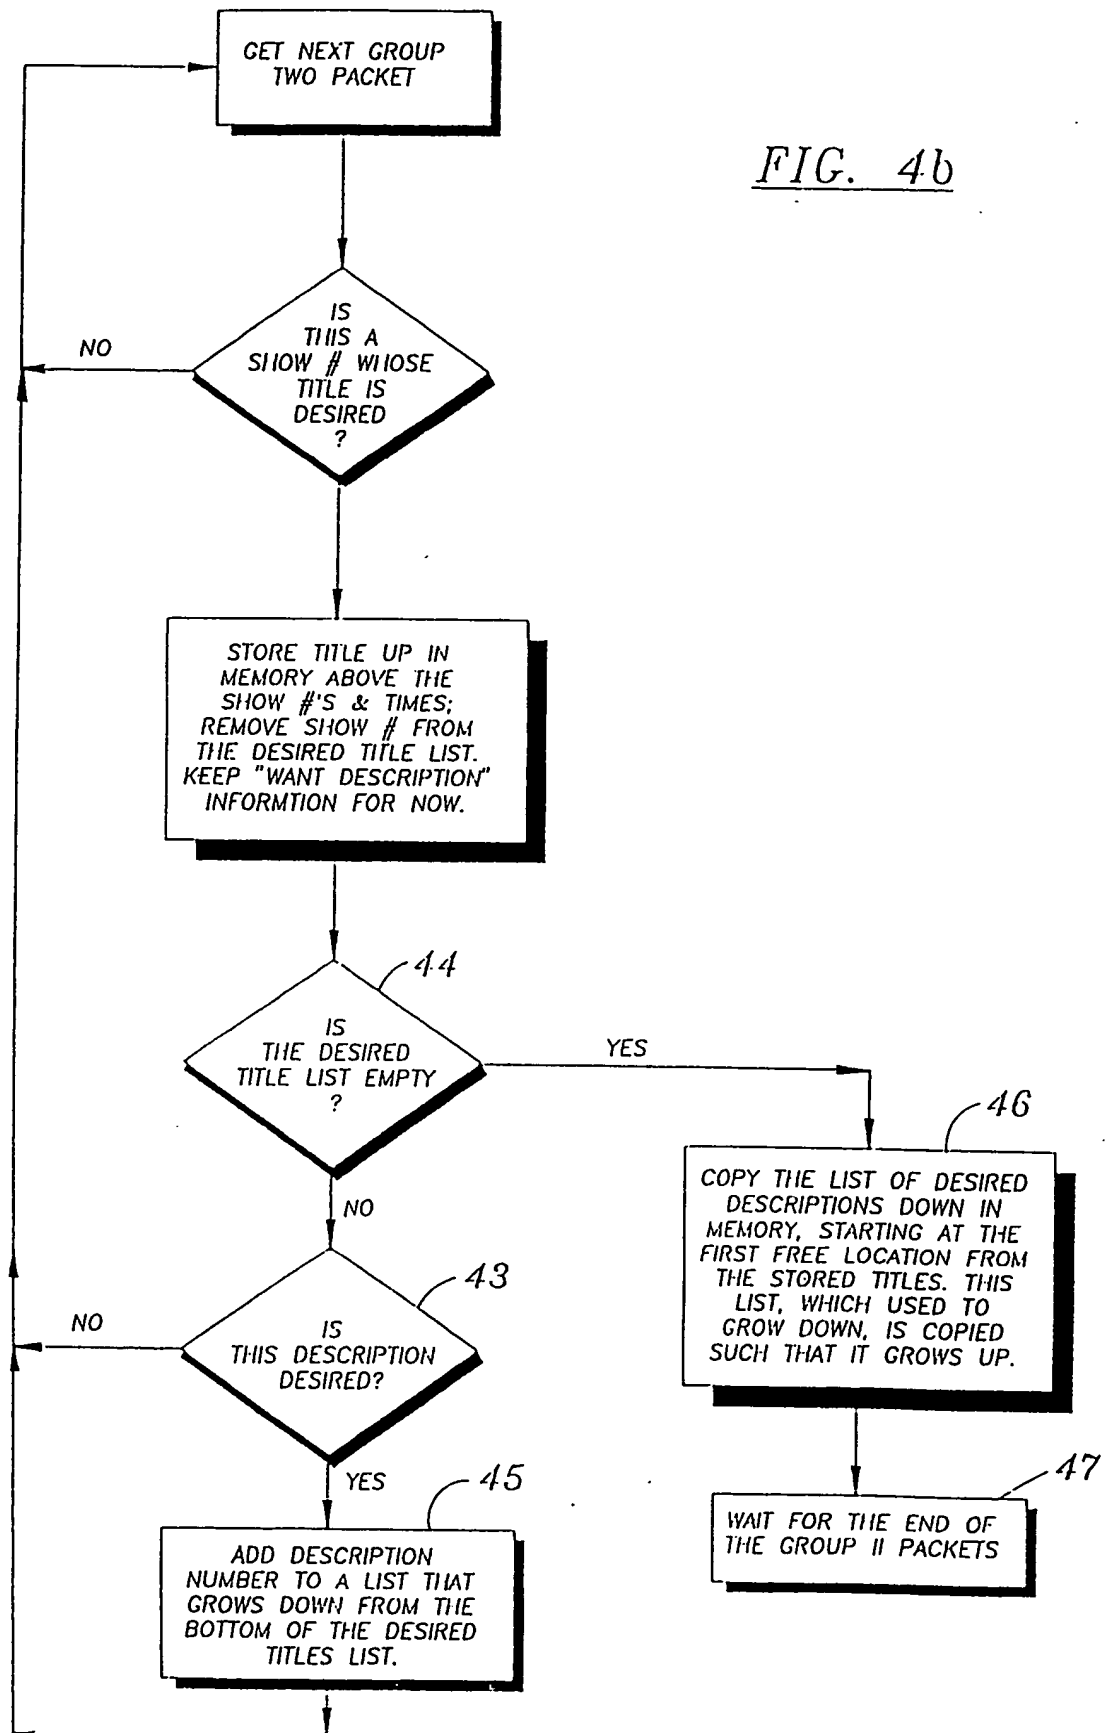 GET NEXT GROUP
TWO PACKET
FIG. 4b
IS
THIS A
SHOW # WHOSE
TITLE IS
DESIRED
?
NO
STORE TITLE UP IN
MEMORY ABOVE THE
SHOW #'S & TIMES;
REMOVE SHOW # FROM
THE DESIRED TITLE LIST.
KEEP "WANT DESCRIPTION"
INFORMTION FOR NOW.
44
IS
THE DESIRED
TITLE LIST EMPTY
?
YES
NO
46
COPY THE LIST OF DESIRED
DESCRIPTIONS DOWN IN
MEMORY, STARTING AT THE
FIRST FREE LOCATION FROM
THE STORED TITLES. THIS
LIST, WHICH USED TO
GROW DOWN, IS COPIED
SUCH THAT IT GROWS UP.
43
IS
THIS DESCRIPTION
DESIRED?
NO
YES
45
ADD DESCRIPTION
NUMBER TO A LIST THAT
GROWS DOWN FROM THE
BOTTOM OF THE DESIRED
TITLES LIST.
47
WAIT FOR THE END OF
THE GROUP II PACKETS